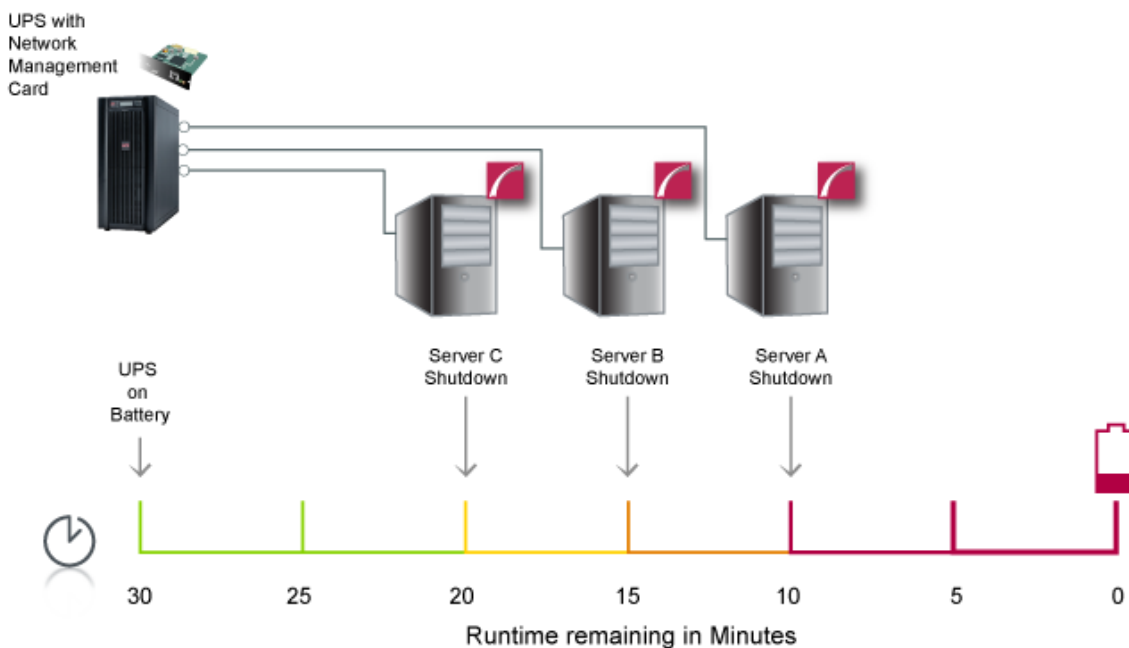 UPS with
Network
Management
Card
Server C
Shutdown
Server B
Shutdown
Server A
Shutdown
UPS
on
Battery
30 25 20 15 10 5 0
Runtime remaining in Minutes